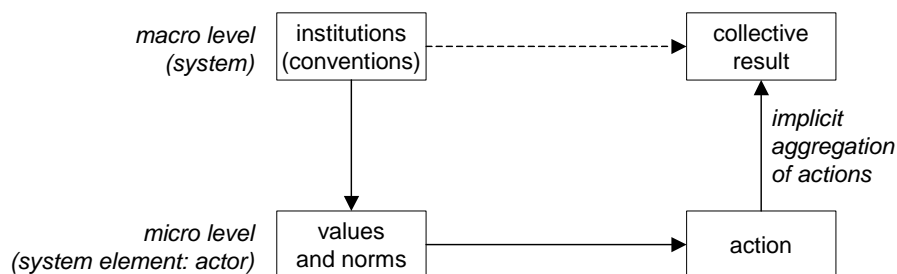 macro level
(system)
institutions
(conventions)
collective
result
implicit
aggregation
of actions
micro level
(system element: actor)
values
and norms
action